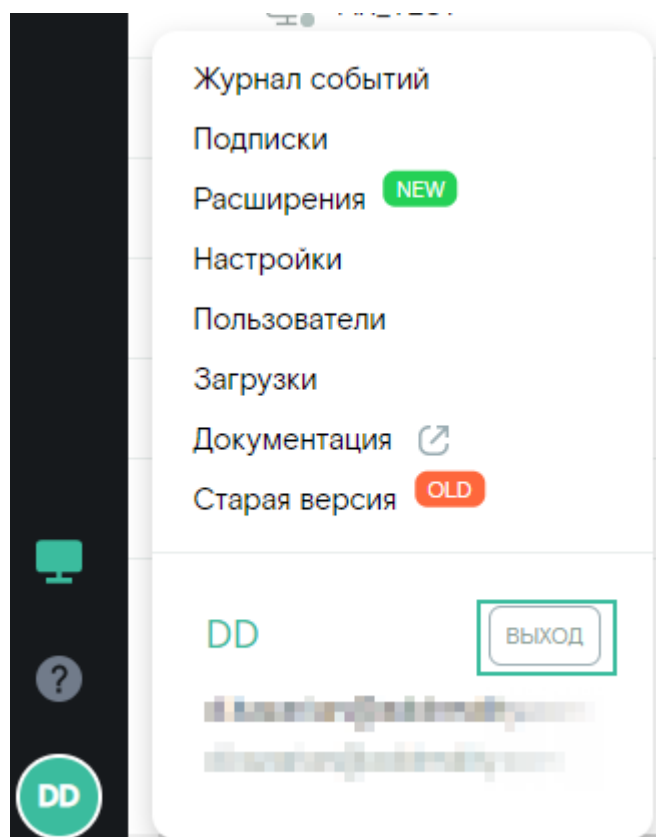 Журнал событий
Подписки
Расширения NEW
Настройки
Пользователи
Загрузки
Документация
Старая версия OLD
DD
ВЫХОД
?
DD